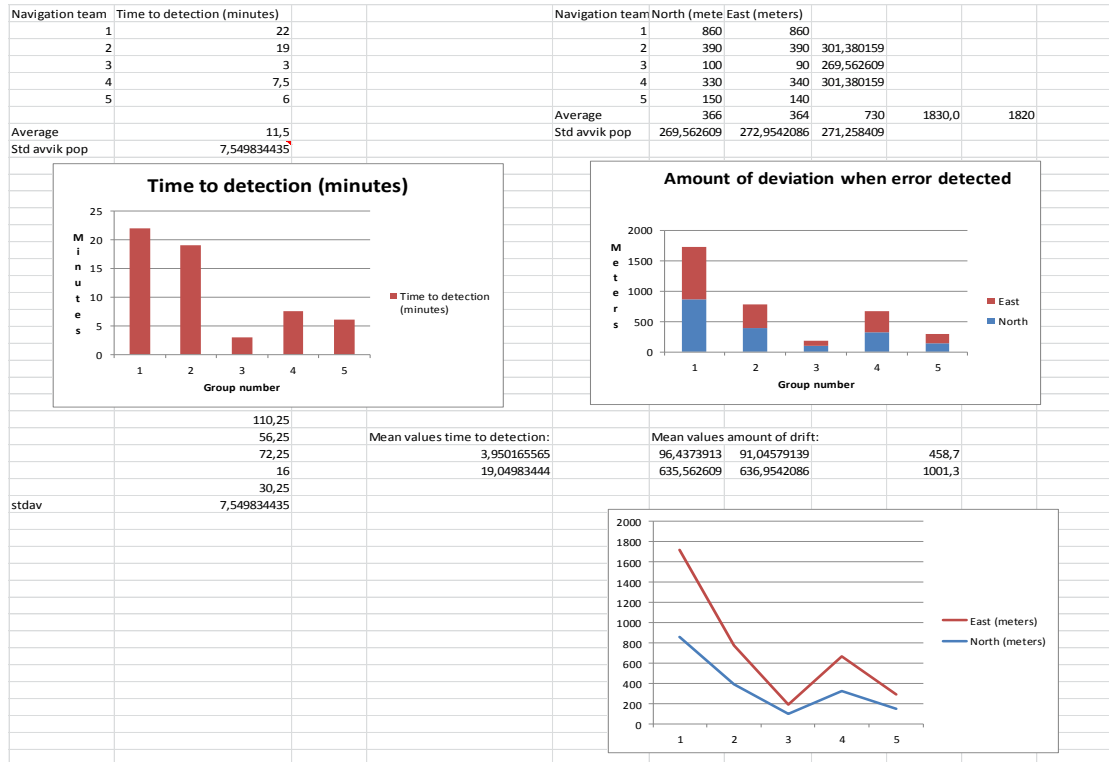 Navigation team Time to detection (minutes)
1 22
2 19
3 3
4 7,5
5 6
Average 11,5
Std avvik pop 7,549834435
Navigation team North (mete East (meters)
1 860 860
2 390 390 301,380159
3 100 90 269,562609
4 330 340 301,380159
5 150 140
Average 366 364 730 1830,0 1820
Std avvik pop 269,562609 272,9542086 271,258409
Time to detection (minutes)
25
20
15
10
5
0
Minutes
1 2 3 4 5
Group number
Time to detection
(minutes)
Amount of deviation when error detected
2000
1500
1000
500
0
Meters
1 2 3 4 5
Group number
East
North
110,25
56,25 Mean values time to detection: Mean values amount of drift:
72,25 3,950165565 96,4373913 91,04579139 458,7
16 19,04983444 635,562609 636,9542086 1001,3
30,25
stdav 7,549834435
2000
1800
1600
1400
1200
1000
800
600
400
200
0
1 2 3 4 5
East (meters)
North (meters)